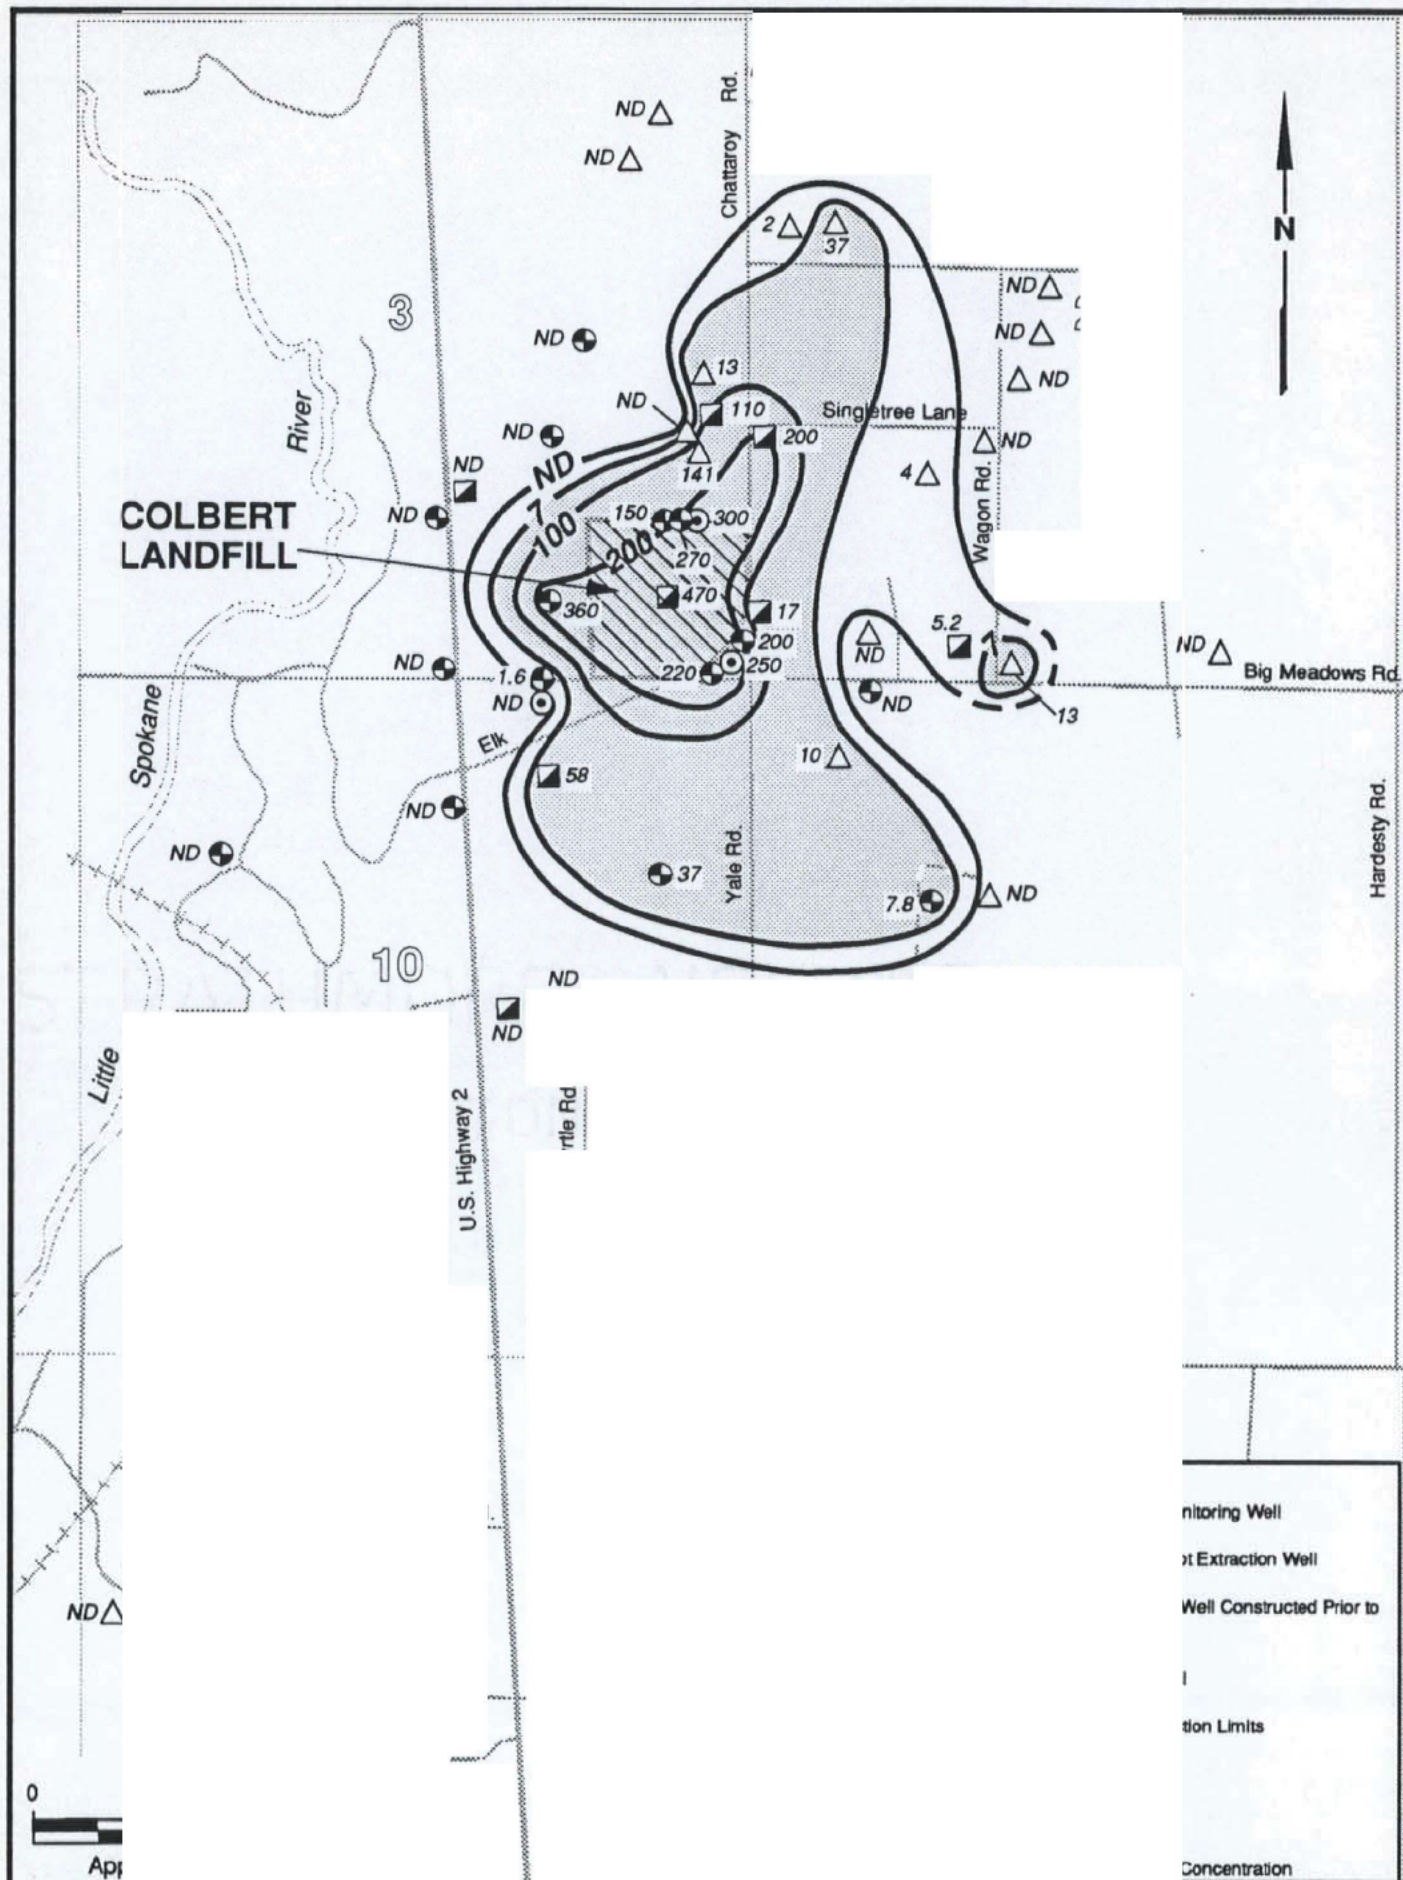 ND
ND
Chattaroy Rd.
2
37
N
3
ND
ND
ND
ND
River
13
ND
110
Singletree Lane
200
ND
ND
ND
141
4
ND
7
100
200
ND
Wagon Rd.
COLBERT
LANDFILL
150
300
270
470
360
17
200
5.2
ND
ND
ND
250
220
1.6
ND
Big Meadows Rd.
ND
13
Spokane
Elk
10
58
ND
Hardesty Rd.
ND
Yale Rd.
37
7.8
ND
10
ND
ND
Little
U.S. Highway 2
rtle Rd
nitoring Well
ot Extraction Well
Well Constructed Prior to
ND
tion Limits
0
App
Concentration